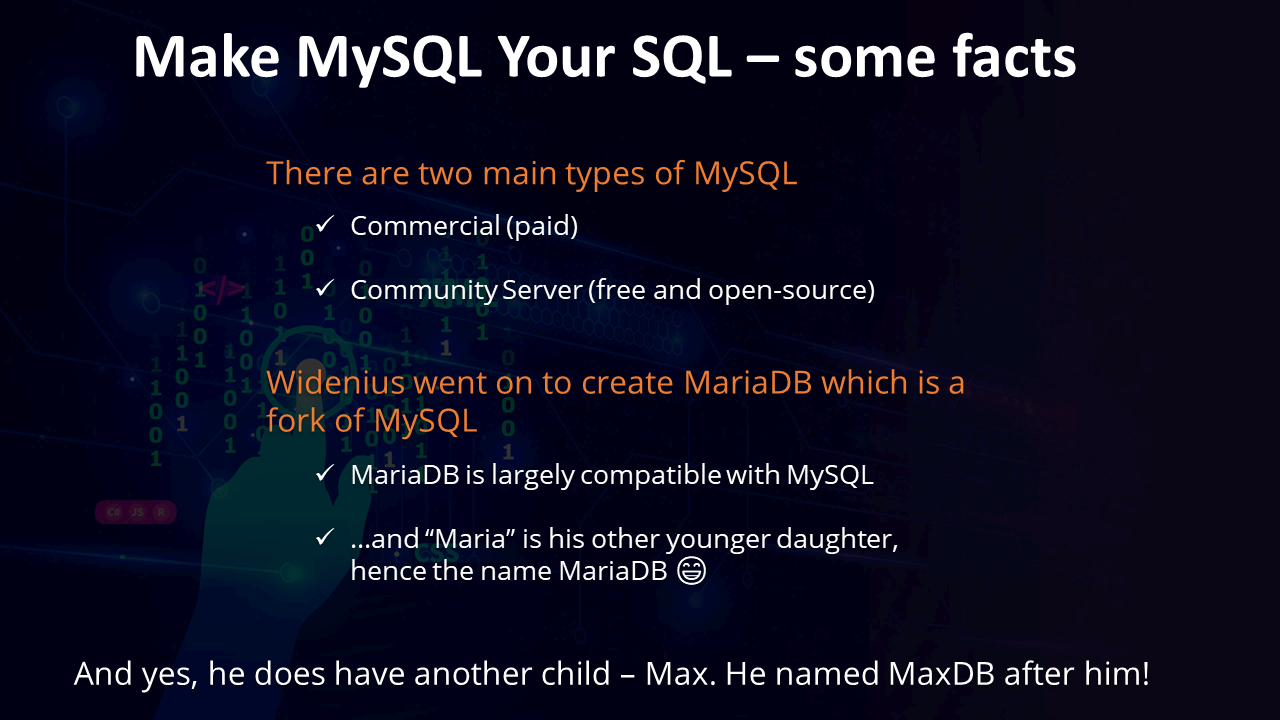 Make MySQL Your SQL – some facts
There are two main types of MySQL
✓ Commercial (paid)
✓ Community Server (free and open-source)
Widenius went on to create MariaDB which is a
fork of MySQL
✓ MariaDB is largely compatible with MySQL
✓ …and “Maria” is his other younger daughter,
hence the name MariaDB 😄
</>
C# JS R
CSS
And yes, he does have another child – Max. He named MaxDB after him!